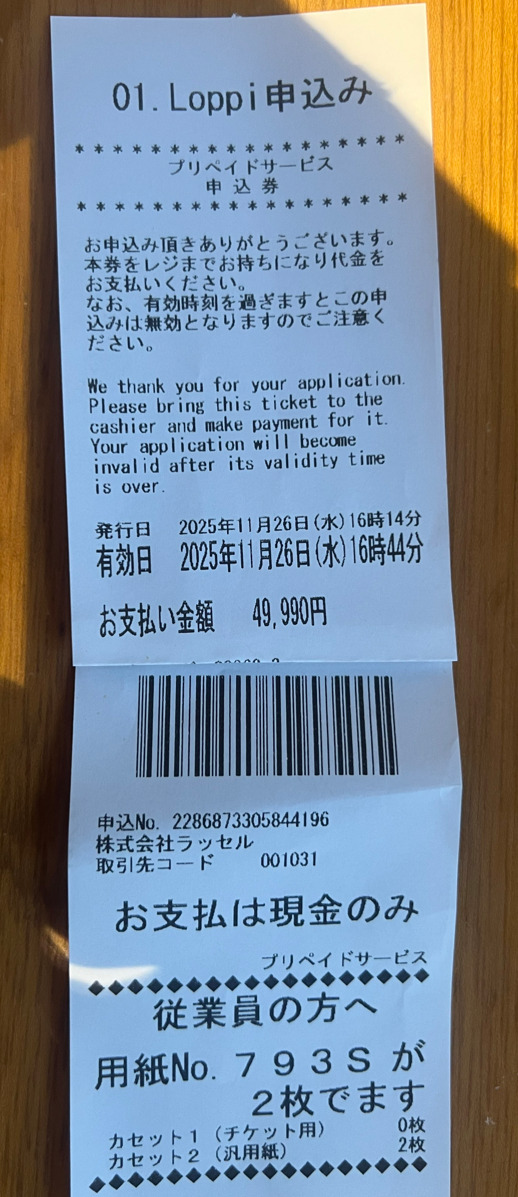 01.Loppi申込み
******************
プリペイドサービス
申 込 券
******************
お申込み頂きありがとうございます。
本券をレジまでお持ちになり代金を
お支払いください。
なお、有効時刻を過ぎますとこの申
込みは無効となりますのでご注意く
ださい。
We thank you for your application.
Please bring this ticket to the
cashier and make payment for it.
Your application will become
invalid after its validity time
is over.
発行日 2025年11月26日(水)16時14分
有効日 2025年11月26日(水)16時44分
お支払い金額 49,990円
申込No. 2286873305844196
株式会社ラッセル
取引先コード 001031
お支払は現金のみ
プリペイドサービス
◆◆◆◆◆◆◆◆◆◆◆◆◆◆◆◆◆◆
従業員の方へ
用紙No.７９３Ｓが
２枚でます
カセット１（チケット用） 0枚
カセット２（汎用紙） 2枚
◆◆◆◆◆◆◆◆◆◆◆◆◆◆◆◆◆◆